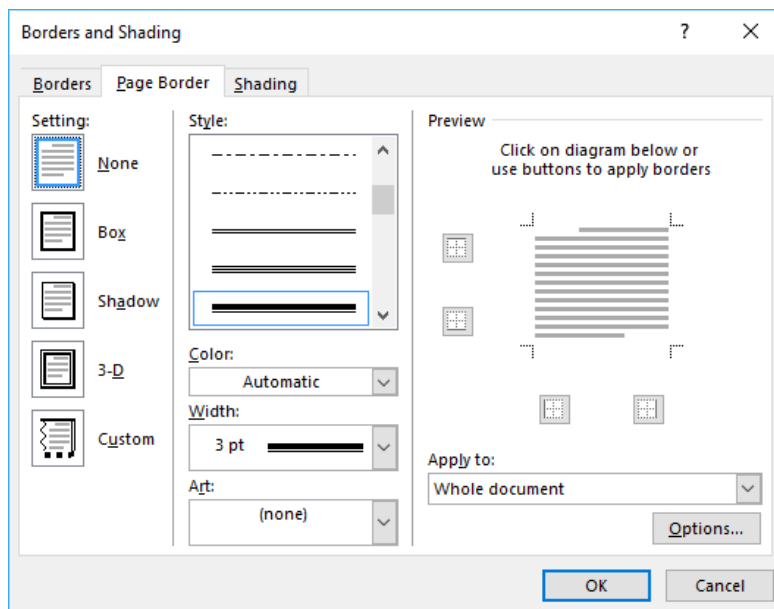 Borders and Shading
?
Borders
Page Border
Shading
Setting:
None
Box
Shadow
3-D
Custom
Style:
Color:
Automatic
Width:
3 pt
Art:
(none)
Preview
Click on diagram below or
use buttons to apply borders
Apply to:
Whole document
Options...
OK
Cancel